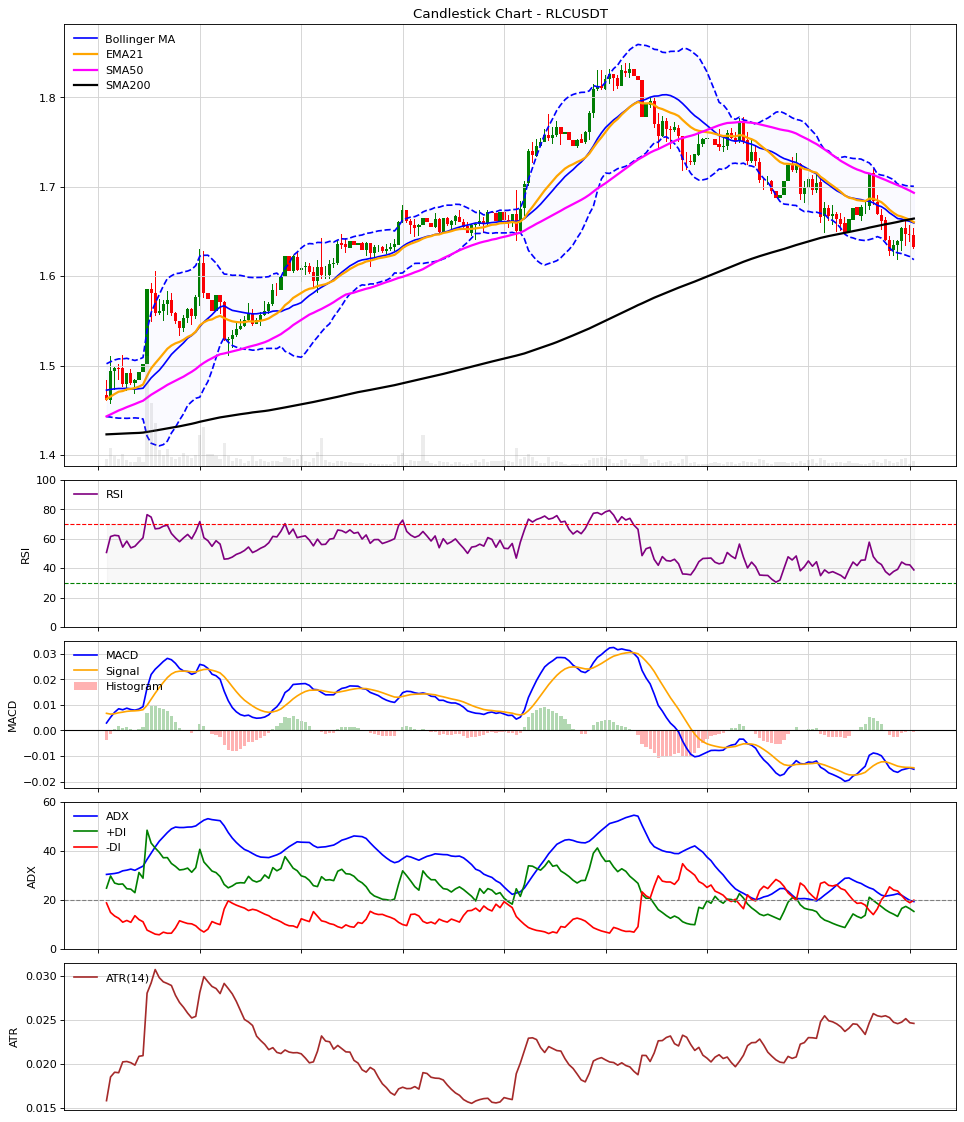 Candlestick Chart - RLCUSDT
Bollinger MA
EMA21
SMA50
SMA200
1.8
1.7
1.6
1.5
1.4
RSI
RSI
100
80
60
40
20
0
MACD
Signal
Histogram
MACD
0.03
0.02
0.01
0.00
−0.01
−0.02
ADX
+DI
-DI
ADX
60
40
20
0
ATR(14)
ATR
0.030
0.025
0.020
0.015